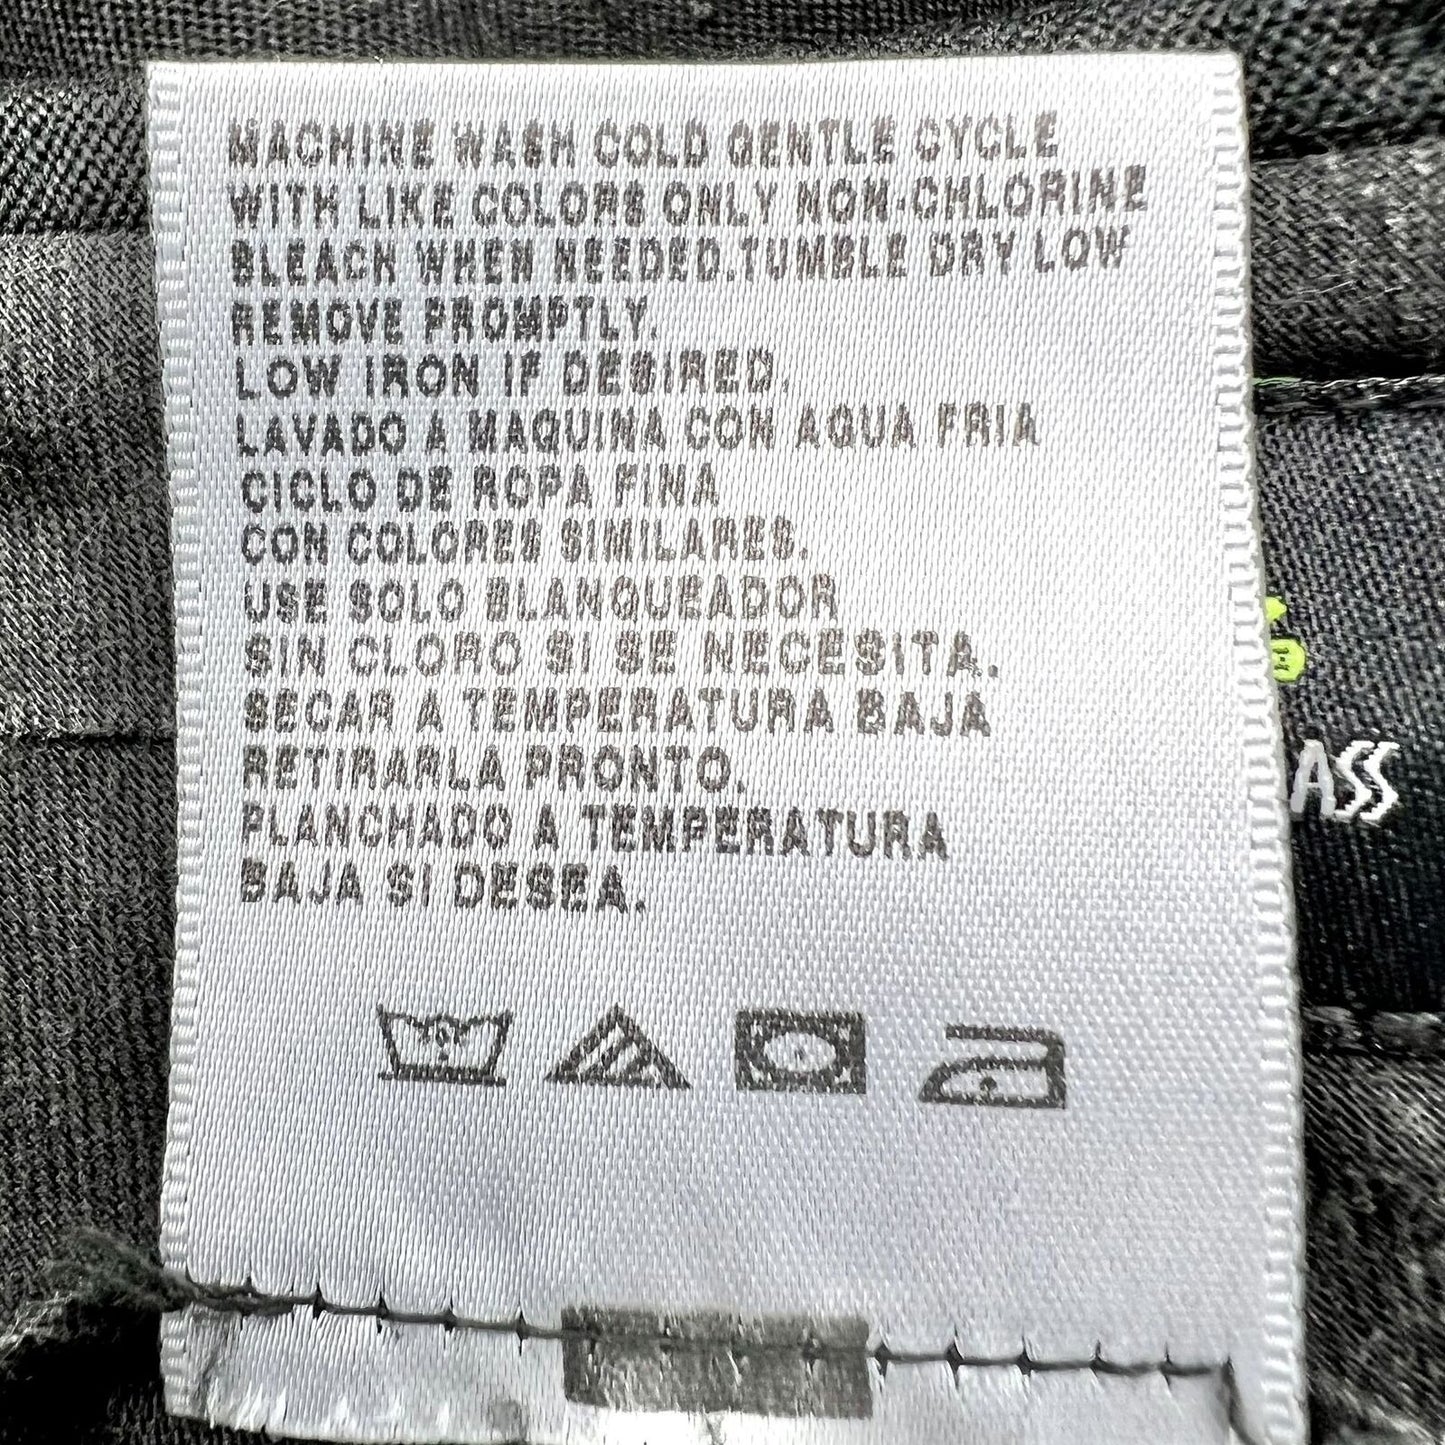 MACHINE WASH COLD GENTLE CYCLE
WITH LIKE COLORS ONLY NON-CHLORINE
BLEACH WHEN NEEDED.TUMBLE DRY LOW
REMOVE PROMPTLY.
LOW IRON IF DESIRED.
LAVADO A MAQUINA CON AGUA FRIA
CICLO DE ROPA FINA
CON COLORES SIMILARES.
USE SOLO BLANQUEADOR
SIN CLORO SI SE NECESITA.
SECAR A TEMPERATURA BAJA
RETIRARLA PRONTO.
PLANCHADO A TEMPERATURA
BAJA SI DESEA.
ASS